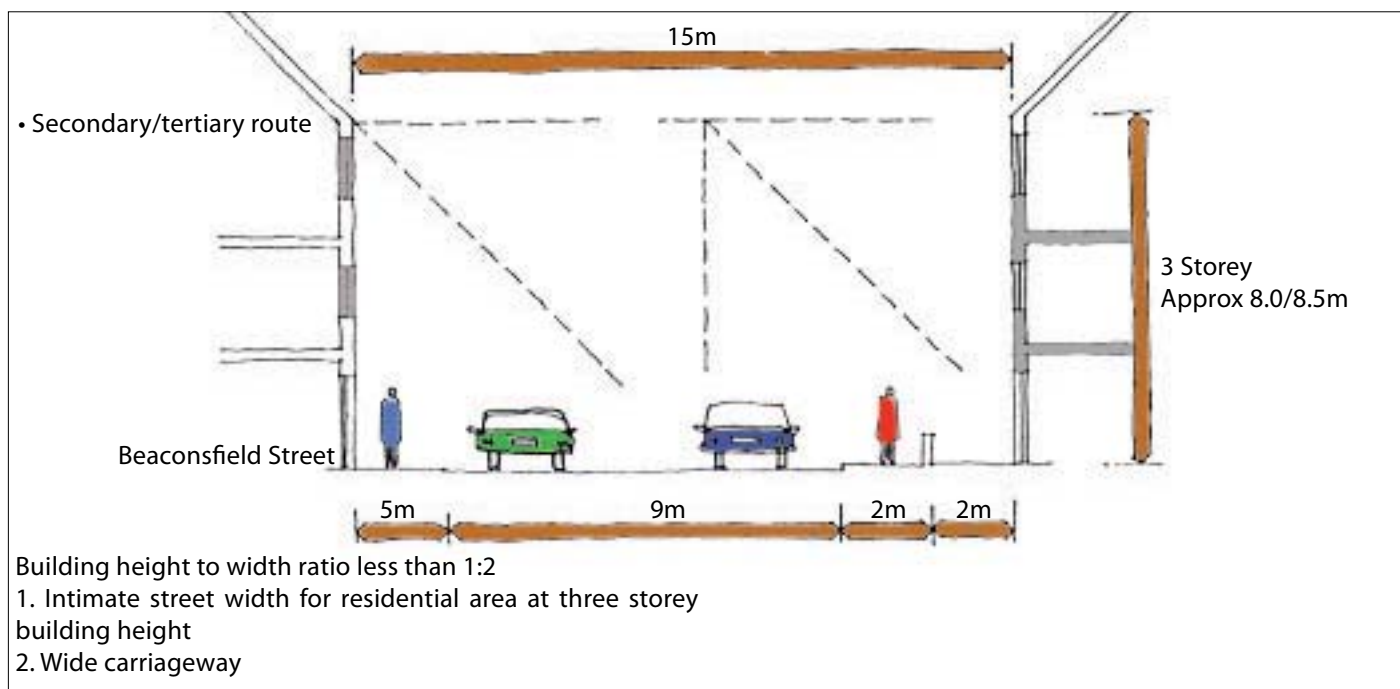 15m
• Secondary/tertiary route
3 Storey
Approx 8.0/8.5m
Beaconsfield Street
5m
9m
2m
2m
Building height to width ratio less than 1:2
1. Intimate street width for residential area at three storey
building height
2. Wide carriageway